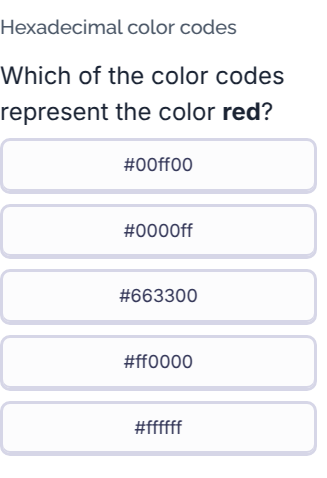 Hexadecimal color codes
Which of the color codes
represent the color red?
#00ff00
#0000ff
#663300
#ff0000
#ffffff